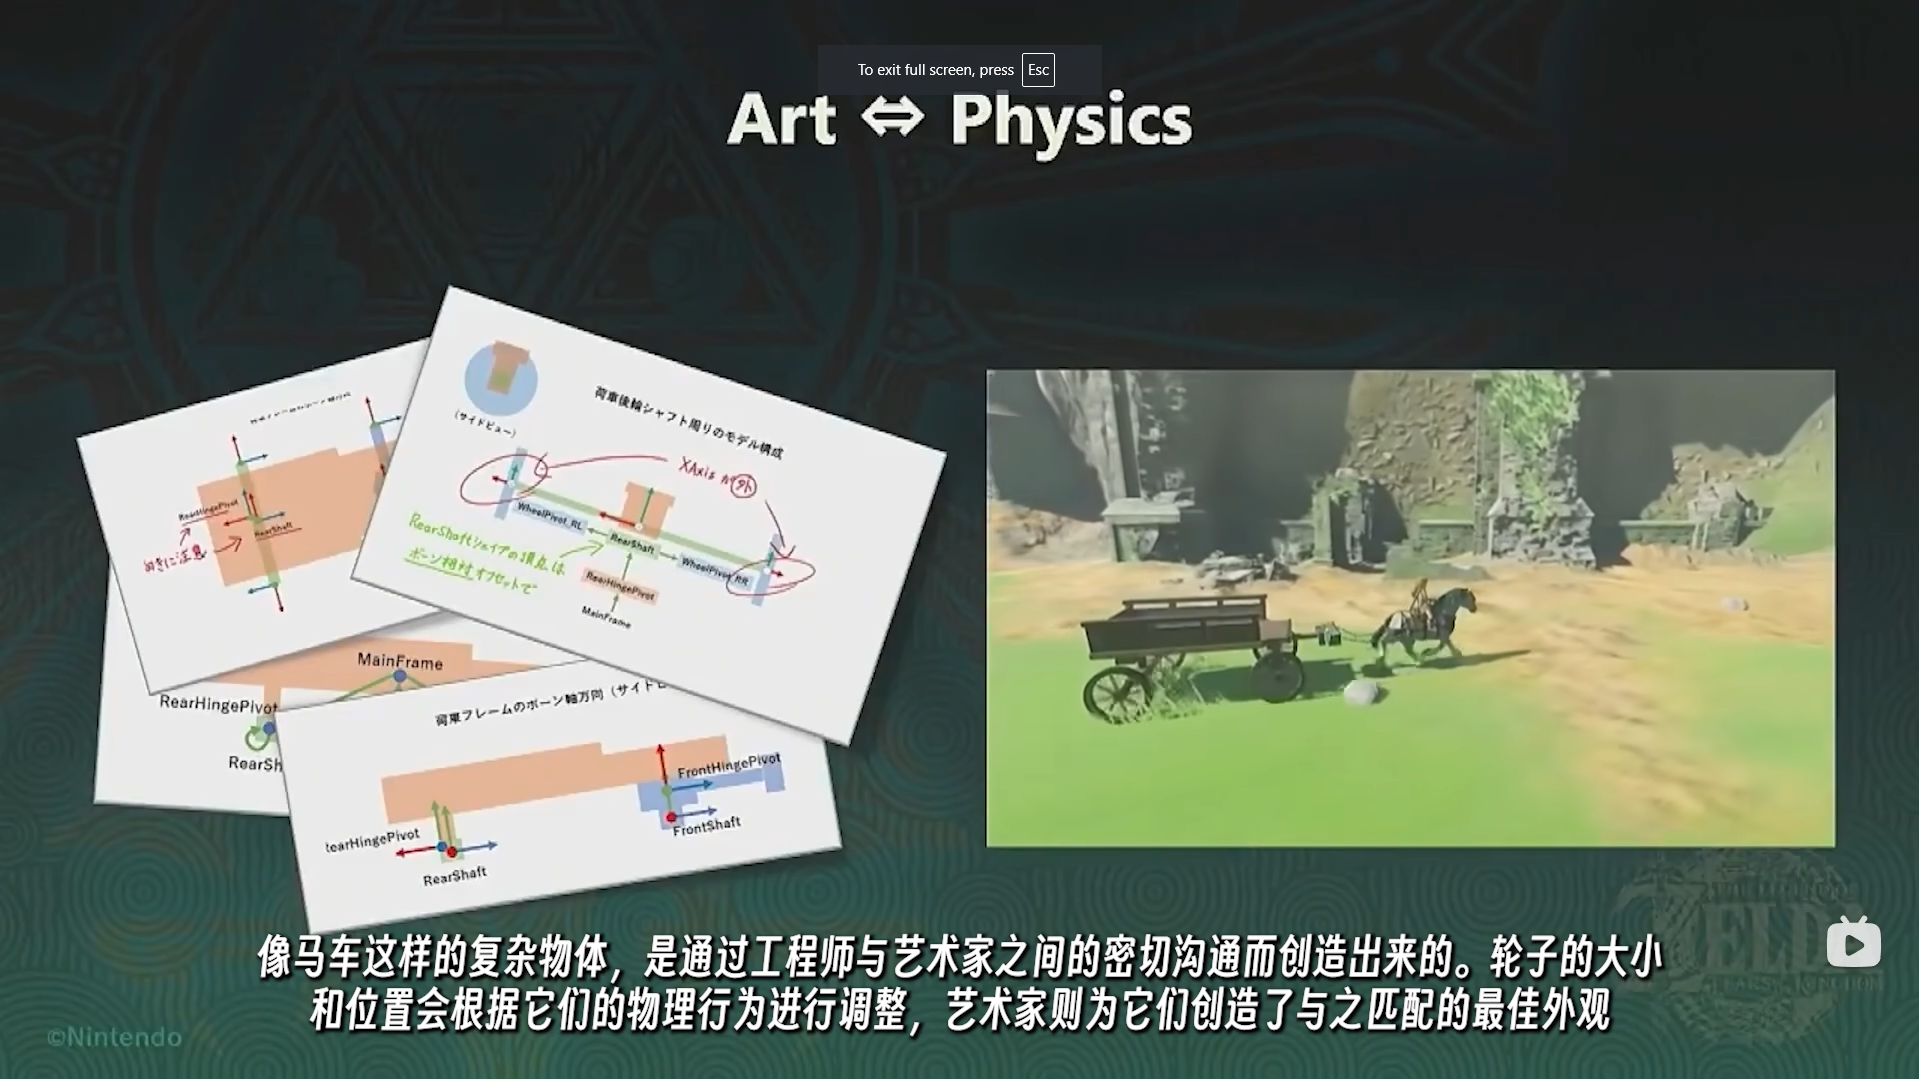 To exit full screen, press Esc
Art ⇔ Physics
荷車後輪シャフト周りのモデル構成
(サイドビュー)
XAxis が外
WheelPivot_RL
RearShaft
WheelPivot_RR
RearHingePivot
MainFrame
RearShaftシェイプの頂点は
ボーン相対オフセットで
RearHingePivot
RearShaft
向きに注意
MainFrame
RearHingePivot
RearSh
荷車フレームのボーン軸方向(サイドビ
FrontHingePivot
FrontShaft
RearHingePivot
RearShaft
像马车这样的复杂物体，是通过工程师与艺术家之间的密切沟通而创造出来的。轮子的大小
和位置会根据它们的物理行为进行调整，艺术家则为它们创造了与之匹配的最佳外观
©Nintendo